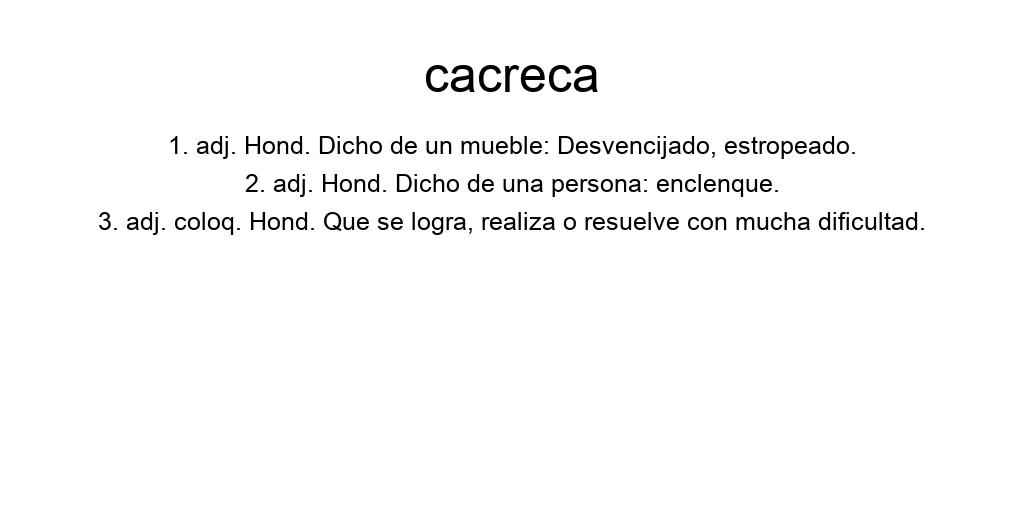 cacreca
1. adj. Hond. Dicho de un mueble: Desvencijado, estropeado.
2. adj. Hond. Dicho de una persona: enclenque.
3. adj. coloq. Hond. Que se logra, realiza o resuelve con mucha dificultad.